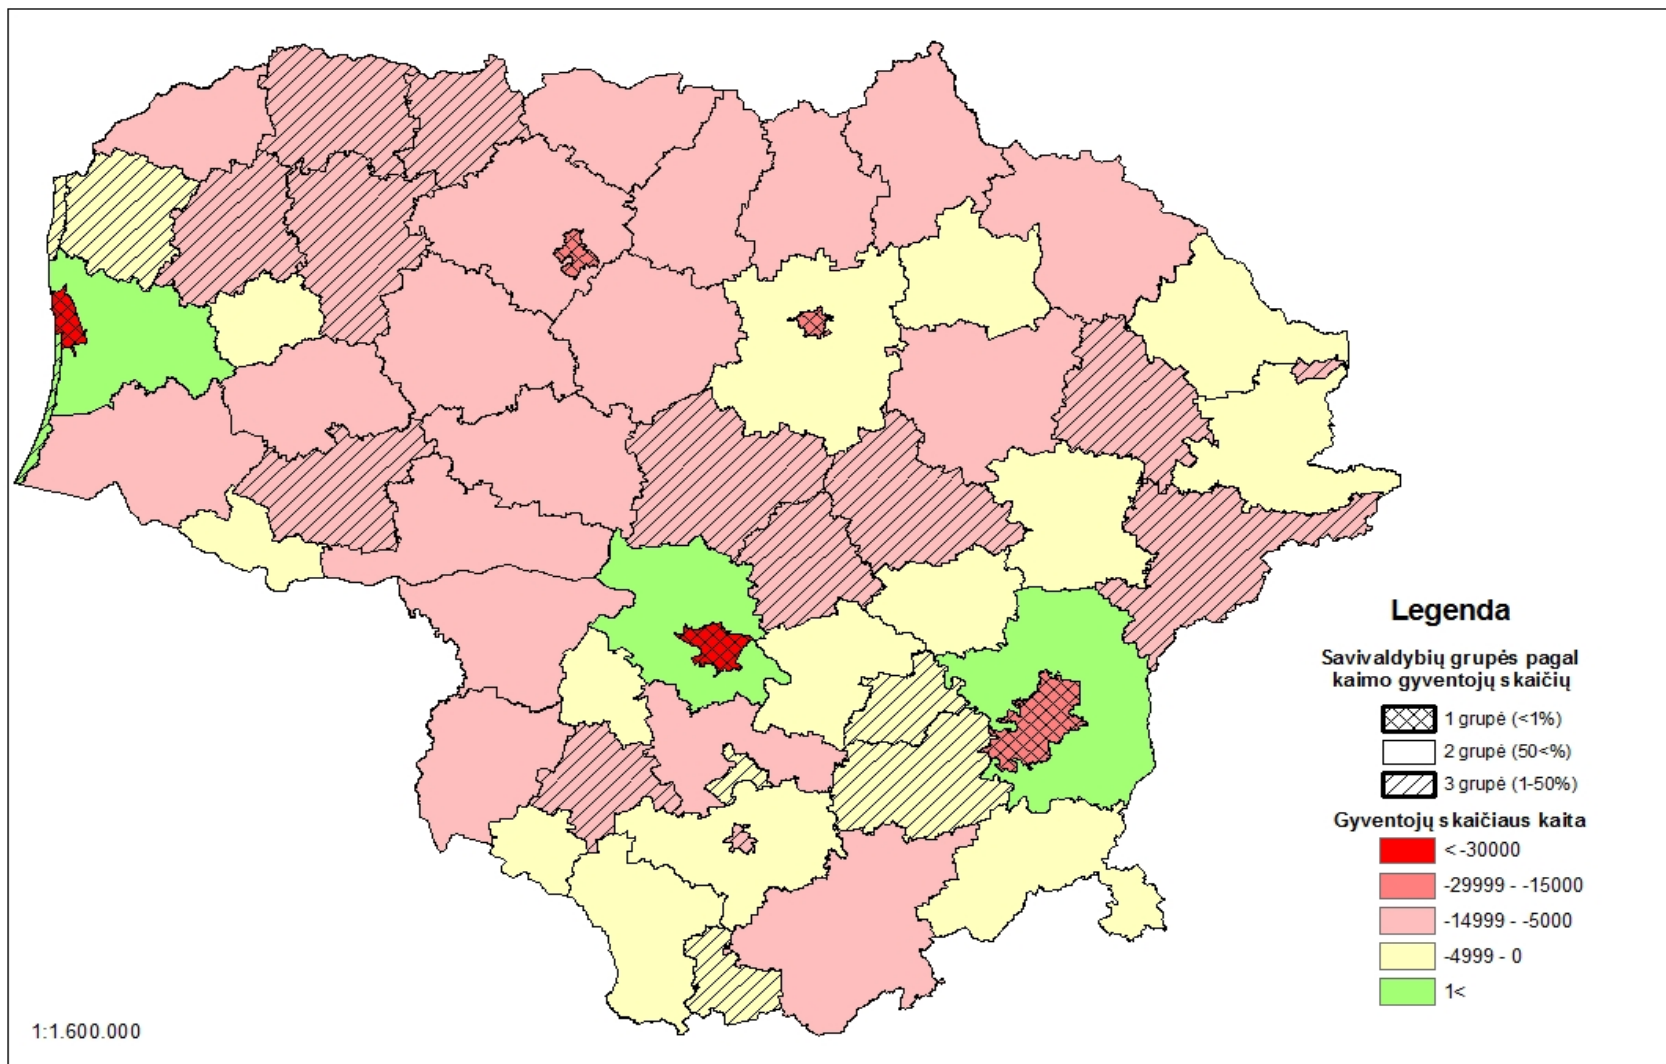 Legenda
Savivaldybių grupės pagal
kaimo gyventojų skaičių
1 grupė (<1%)
2 grupė (50<%)
3 grupė (1-50%)
Gyventojų skaičiaus kaita
< -30000
-29999 - -15000
-14999 - -5000
-4999 - 0
1<
1:1.600.000